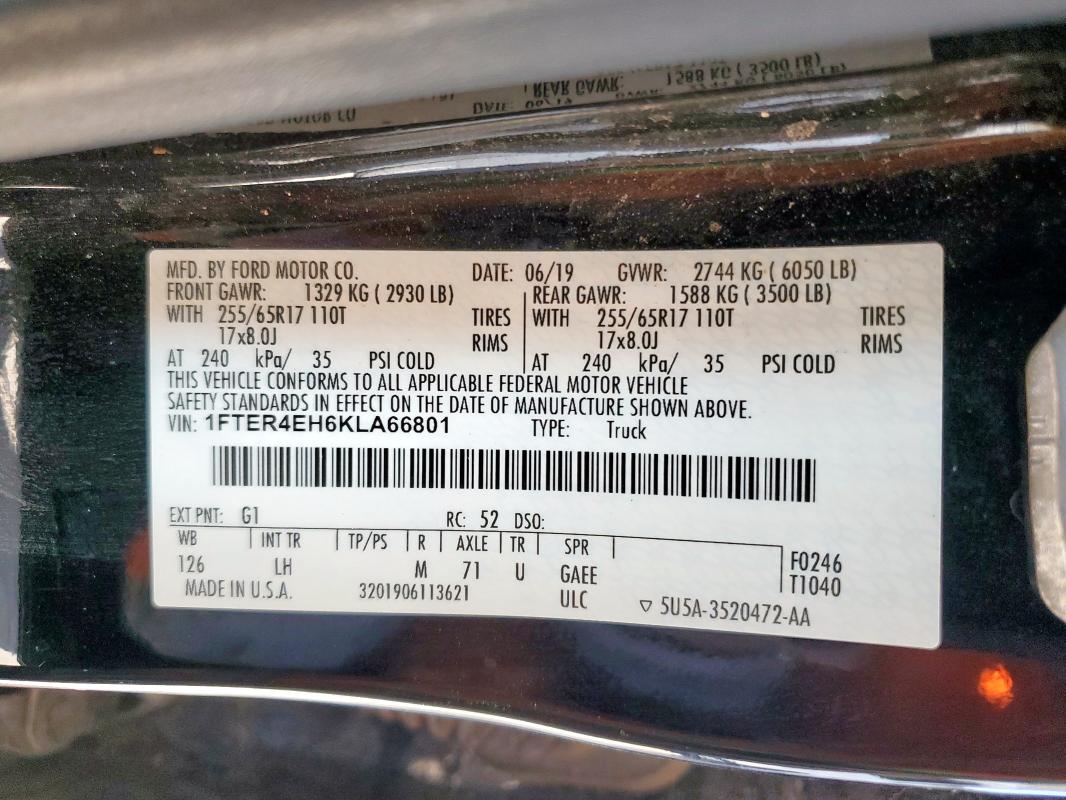 MFD. BY FORD MOTOR CO. DATE: 06/19 GVWR: 2744 KG ( 6050 LB)
FRONT GAWR: 1329 KG ( 2930 LB) REAR GAWR: 1588 KG ( 3500 LB)
WITH 255/65R17 110T TIRES WITH 255/65R17 110T TIRES
17x8.0J RIMS 17x8.0J RIMS
AT 240 kPa/ 35 PSI COLD AT 240 kPa/ 35 PSI COLD
THIS VEHICLE CONFORMS TO ALL APPLICABLE FEDERAL MOTOR VEHICLE
SAFETY STANDARDS IN EFFECT ON THE DATE OF MANUFACTURE SHOWN ABOVE.
VIN: 1FTER4EH6KLA66801 TYPE: Truck
EXT PNT: G1 RC: 52 DSO:
WB INT TR TP/PS R AXLE TR SPR
126 LH M 71 U GAEE F0246
ULC T1040
MADE IN U.S.A. 3201906113621 ▽ 5U5A-3520472-AA